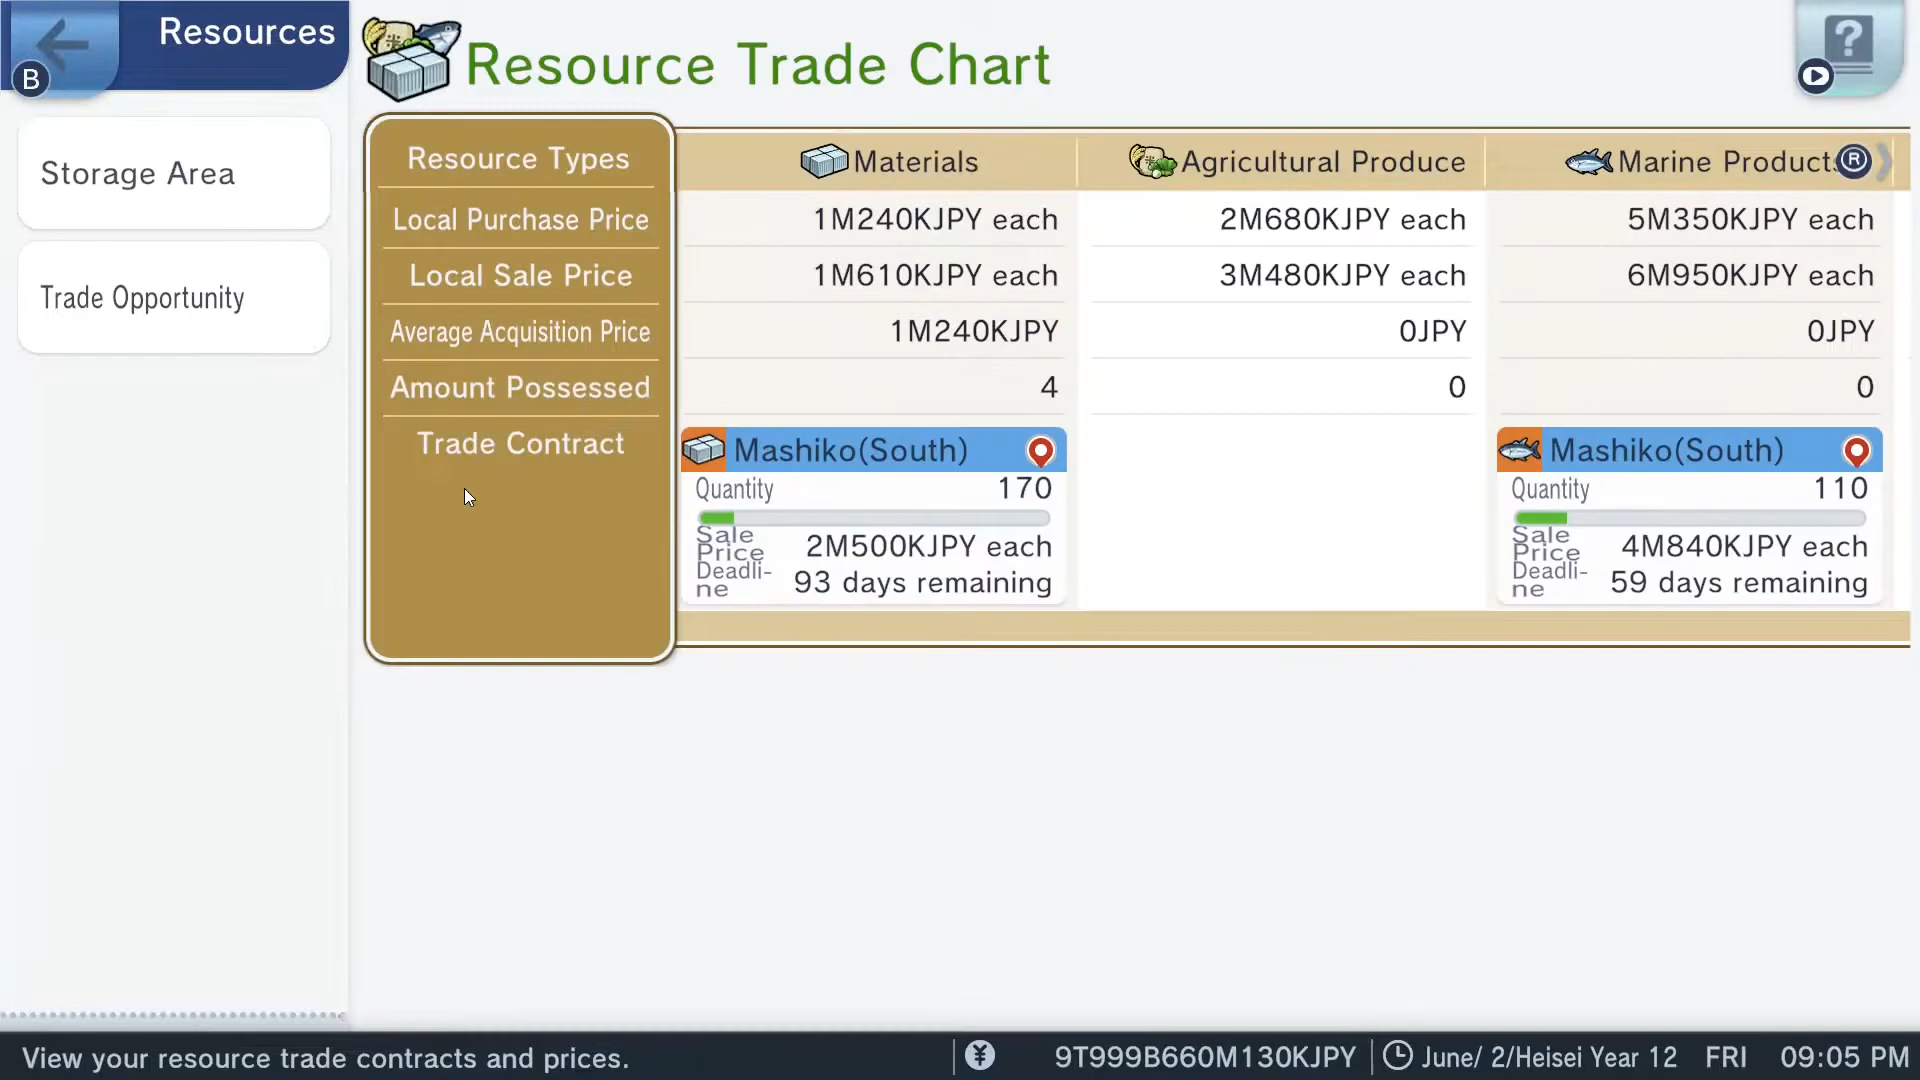 Resources
B
Storage Area
Trade Opportunity
Resource Trade Chart
?
Resource Types
Materials
Agricultural Produce
Marine Products
R
Local Purchase Price
1M240KJPY each
2M680KJPY each
5M350KJPY each
Local Sale Price
1M610KJPY each
3M480KJPY each
6M950KJPY each
Average Acquisition Price
1M240KJPY
0JPY
0JPY
Amount Possessed
4
0
0
Trade Contract
Mashiko(South)
Quantity
170
Sale
Price
2M500KJPY each
Deadli-
ne
93 days remaining
Mashiko(South)
Quantity
110
Sale
Price
4M840KJPY each
Deadli-
ne
59 days remaining
View your resource trade contracts and prices.
¥ 9T999B660M130KJPY
June/ 2/Heisei Year 12 FRI 09:05 PM